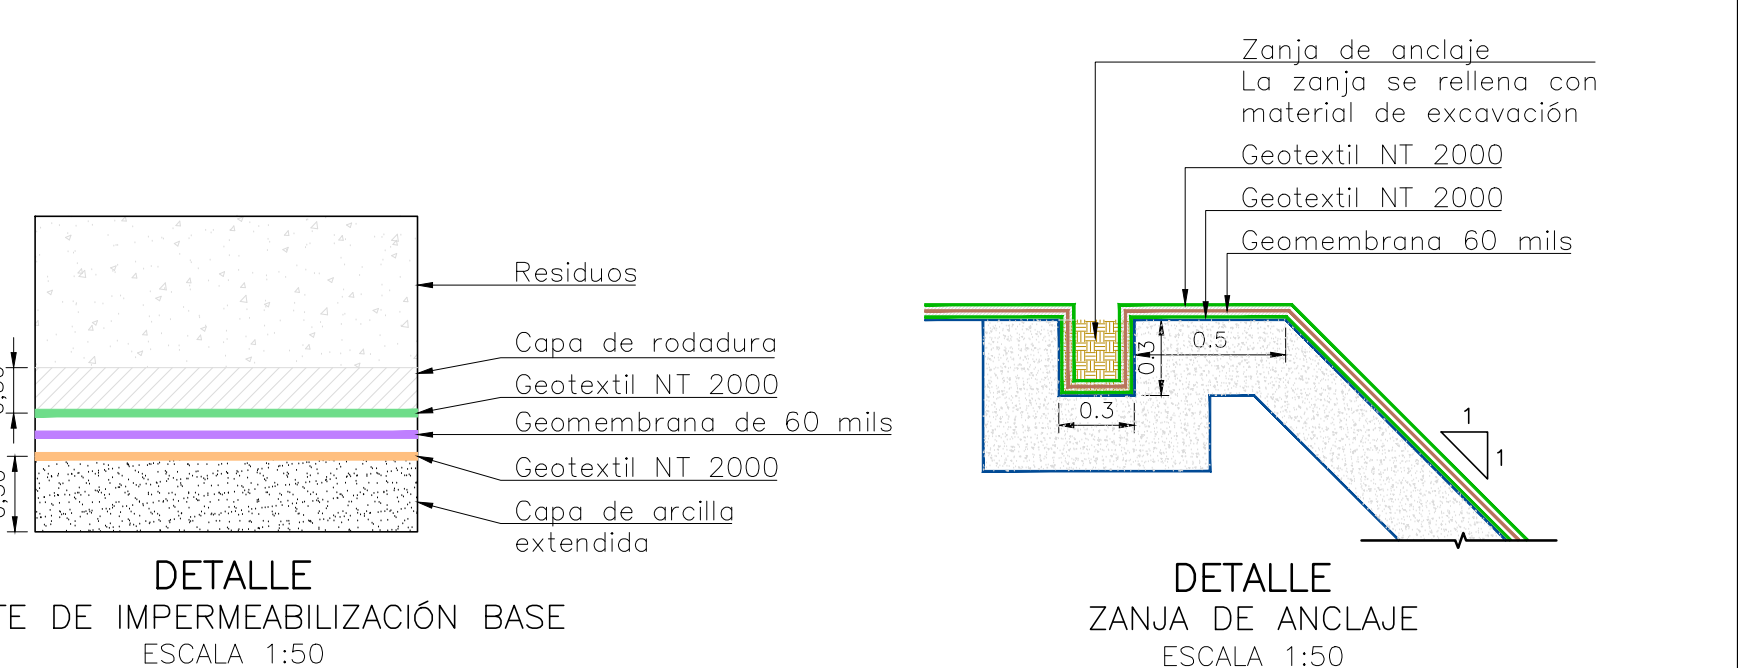 Residuos
Capa de rodadura
Geotextil NT 2000
Geomembrana de 60 mils
Geotextil NT 2000
Capa de arcilla
extendida
DETALLE
DE IMPERMEABILIZACIÓN BASE
ESCALA 1:50
Zanja de anclaje
La zanja se rellena con
material de excavación
Geotextil NT 2000
Geotextil NT 2000
Geomembrana 60 mils
0.5
0.3
0.3
1
1
DETALLE
ZANJA DE ANCLAJE
ESCALA 1:50